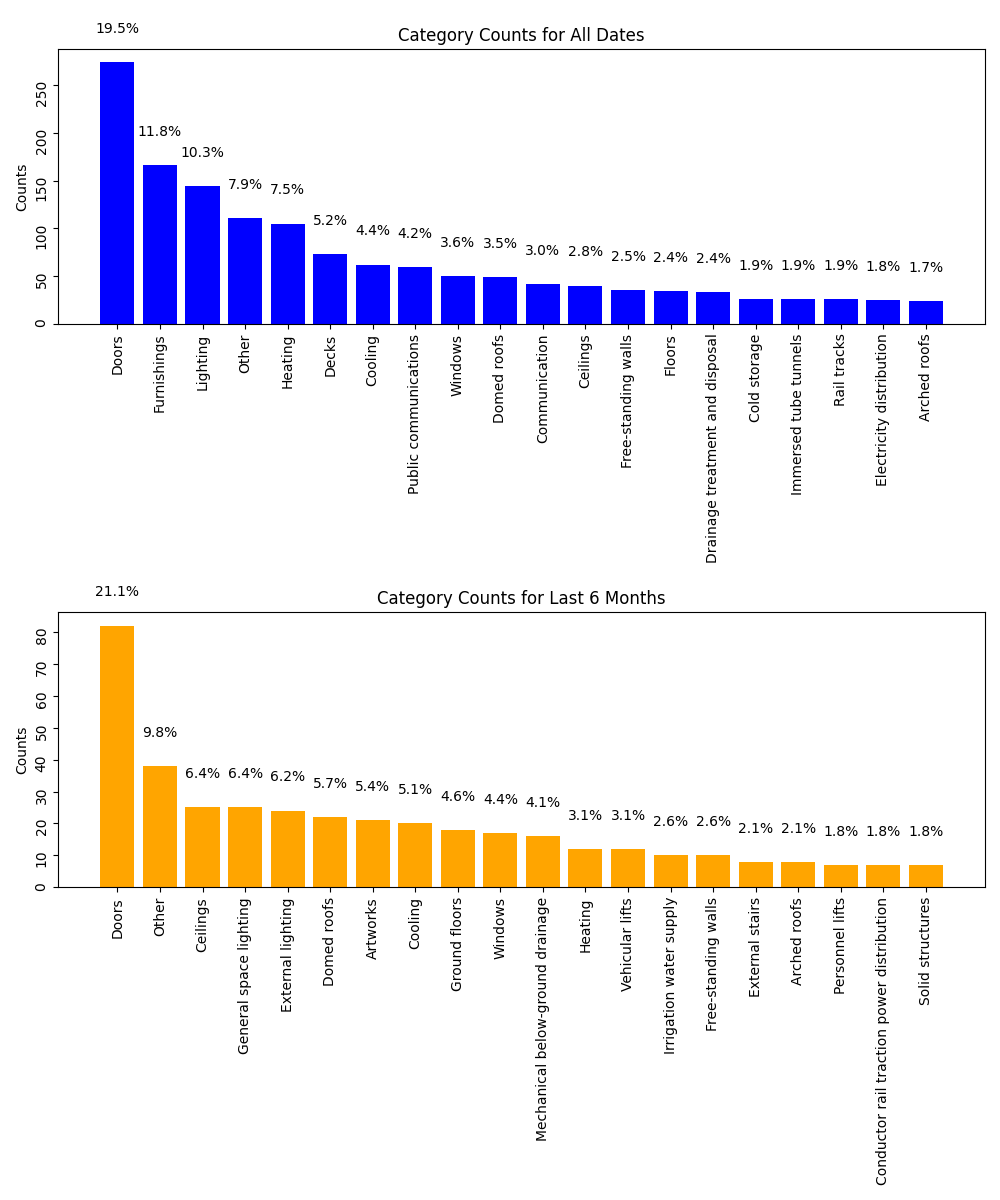 19.5%
Category Counts for All Dates
11.8%
10.3%
7.9%
7.5%
5.2%
4.4%
4.2%
3.6%
3.5%
3.0%
2.8%
2.5%
2.4%
2.4%
1.9%
1.9%
1.9%
1.8%
1.7%
Counts
250
200
150
100
50
0
Doors
Furnishings
Lighting
Other
Heating
Decks
Cooling
Public communications
Windows
Domed roofs
Communication
Ceilings
Free-standing walls
Floors
Drainage treatment and disposal
Cold storage
Immersed tube tunnels
Rail tracks
Electricity distribution
Arched roofs
21.1%
Category Counts for Last 6 Months
9.8%
6.4%
6.4%
6.2%
5.7%
5.4%
5.1%
4.6%
4.4%
4.1%
3.1%
3.1%
2.6%
2.6%
2.1%
2.1%
1.8%
1.8%
1.8%
Counts
80
70
60
50
40
30
20
10
0
Doors
Other
Ceilings
General space lighting
External lighting
Domed roofs
Artworks
Cooling
Ground floors
Windows
Mechanical below-ground drainage
Heating
Vehicular lifts
Irrigation water supply
Free-standing walls
External stairs
Arched roofs
Personnel lifts
Conductor rail traction power distribution
Solid structures